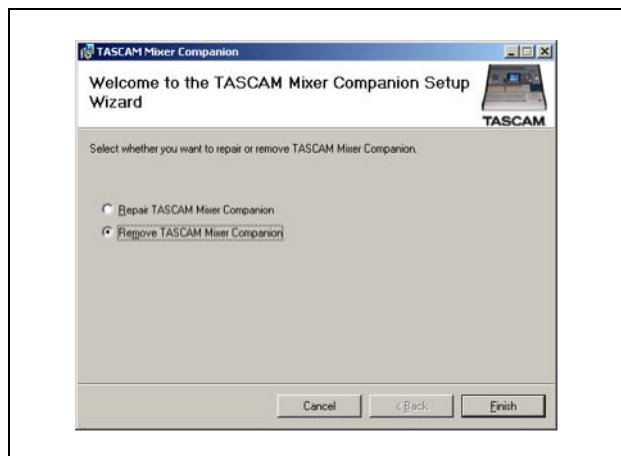 TASCAM Mixer Companion
Welcome to the TASCAM Mixer Companion Setup
Wizard
TASCAM
Select whether you want to repair or remove TASCAM Mixer Companion.
Repair TASCAM Mixer Companion
Remove TASCAM Mixer Companion
Cancel
< Back
Finish